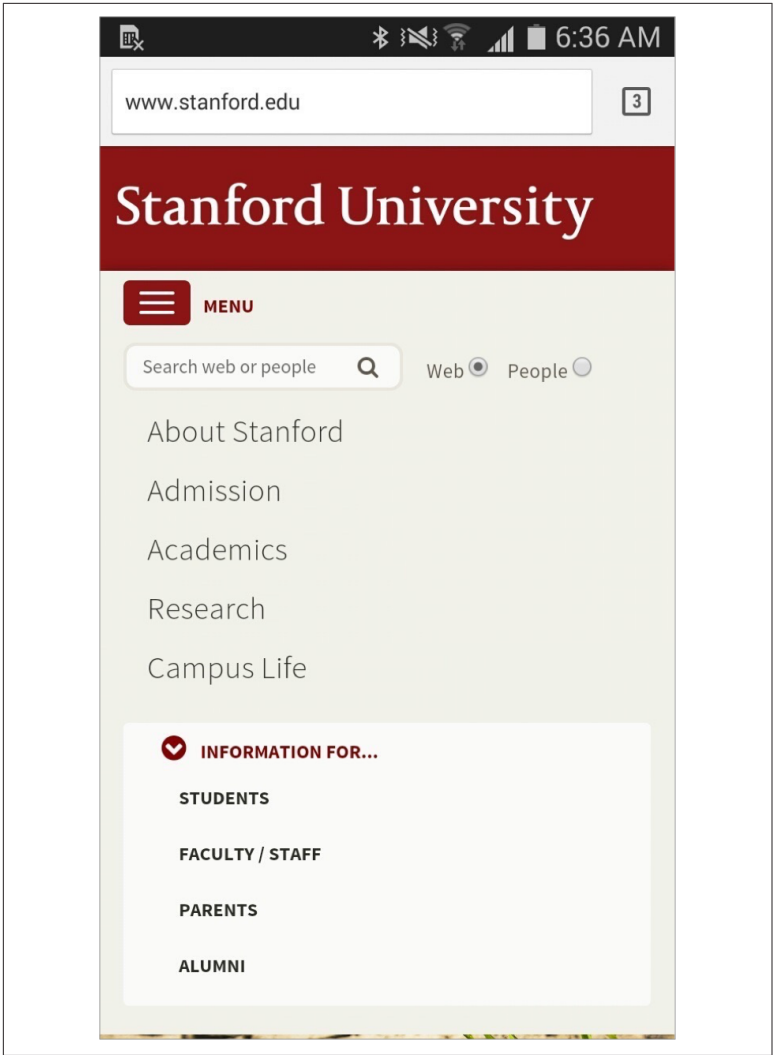 6:36 AM
www.stanford.edu
3
Stanford University
MENU
Search web or people Web People
About Stanford
Admission
Academics
Research
Campus Life
INFORMATION FOR...
STUDENTS
FACULTY / STAFF
PARENTS
ALUMNI